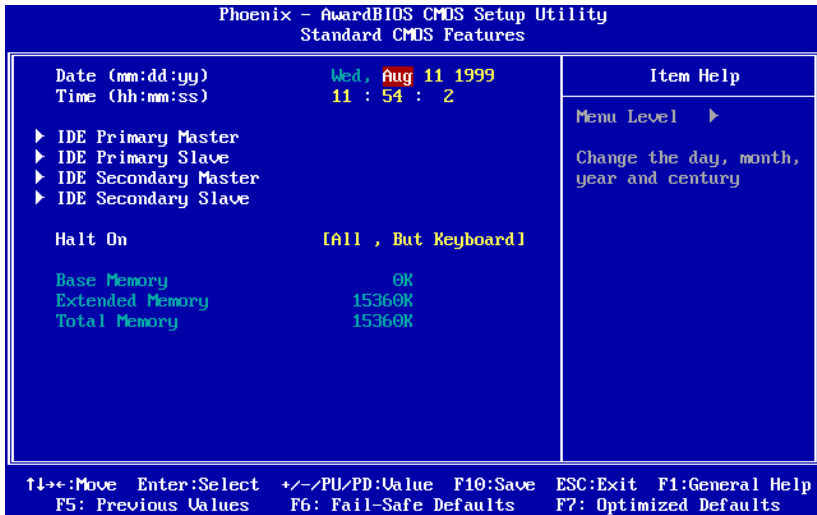 Phoenix - AwardBIOS CMOS Setup Utility
Standard CMOS Features
Date (mm:dd:yy) Wed, Aug 11 1999
Time (hh:mm:ss) 11 : 54 : 2
IDE Primary Master
IDE Primary Slave
IDE Secondary Master
IDE Secondary Slave
Halt On [All , But Keyboard]
Base Memory 0K
Extended Memory 15360K
Total Memory 15360K
Item Help
Menu Level
Change the day, month,
year and century
↑↓→←:Move Enter:Select +/-/PU/PD:Value F10:Save ESC:Exit F1:General Help
F5: Previous Values F6: Fail-Safe Defaults F7: Optimized Defaults